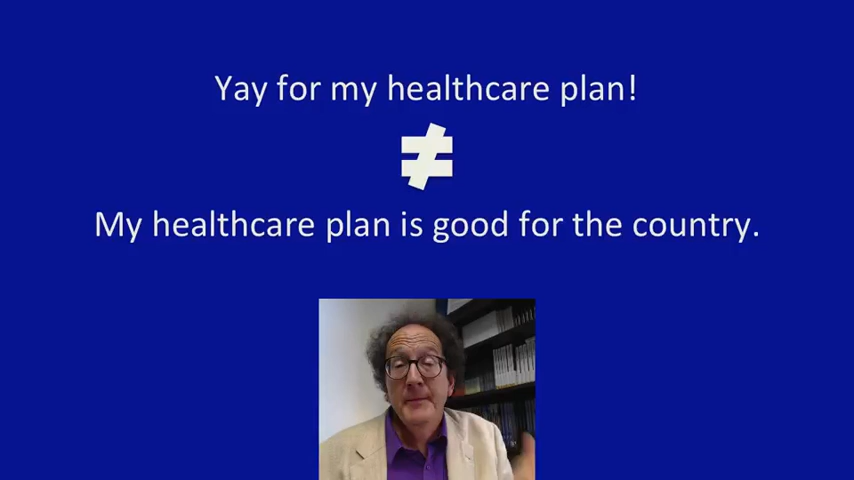 Yay for my healthcare plan!
≠
My healthcare plan is good for the country.